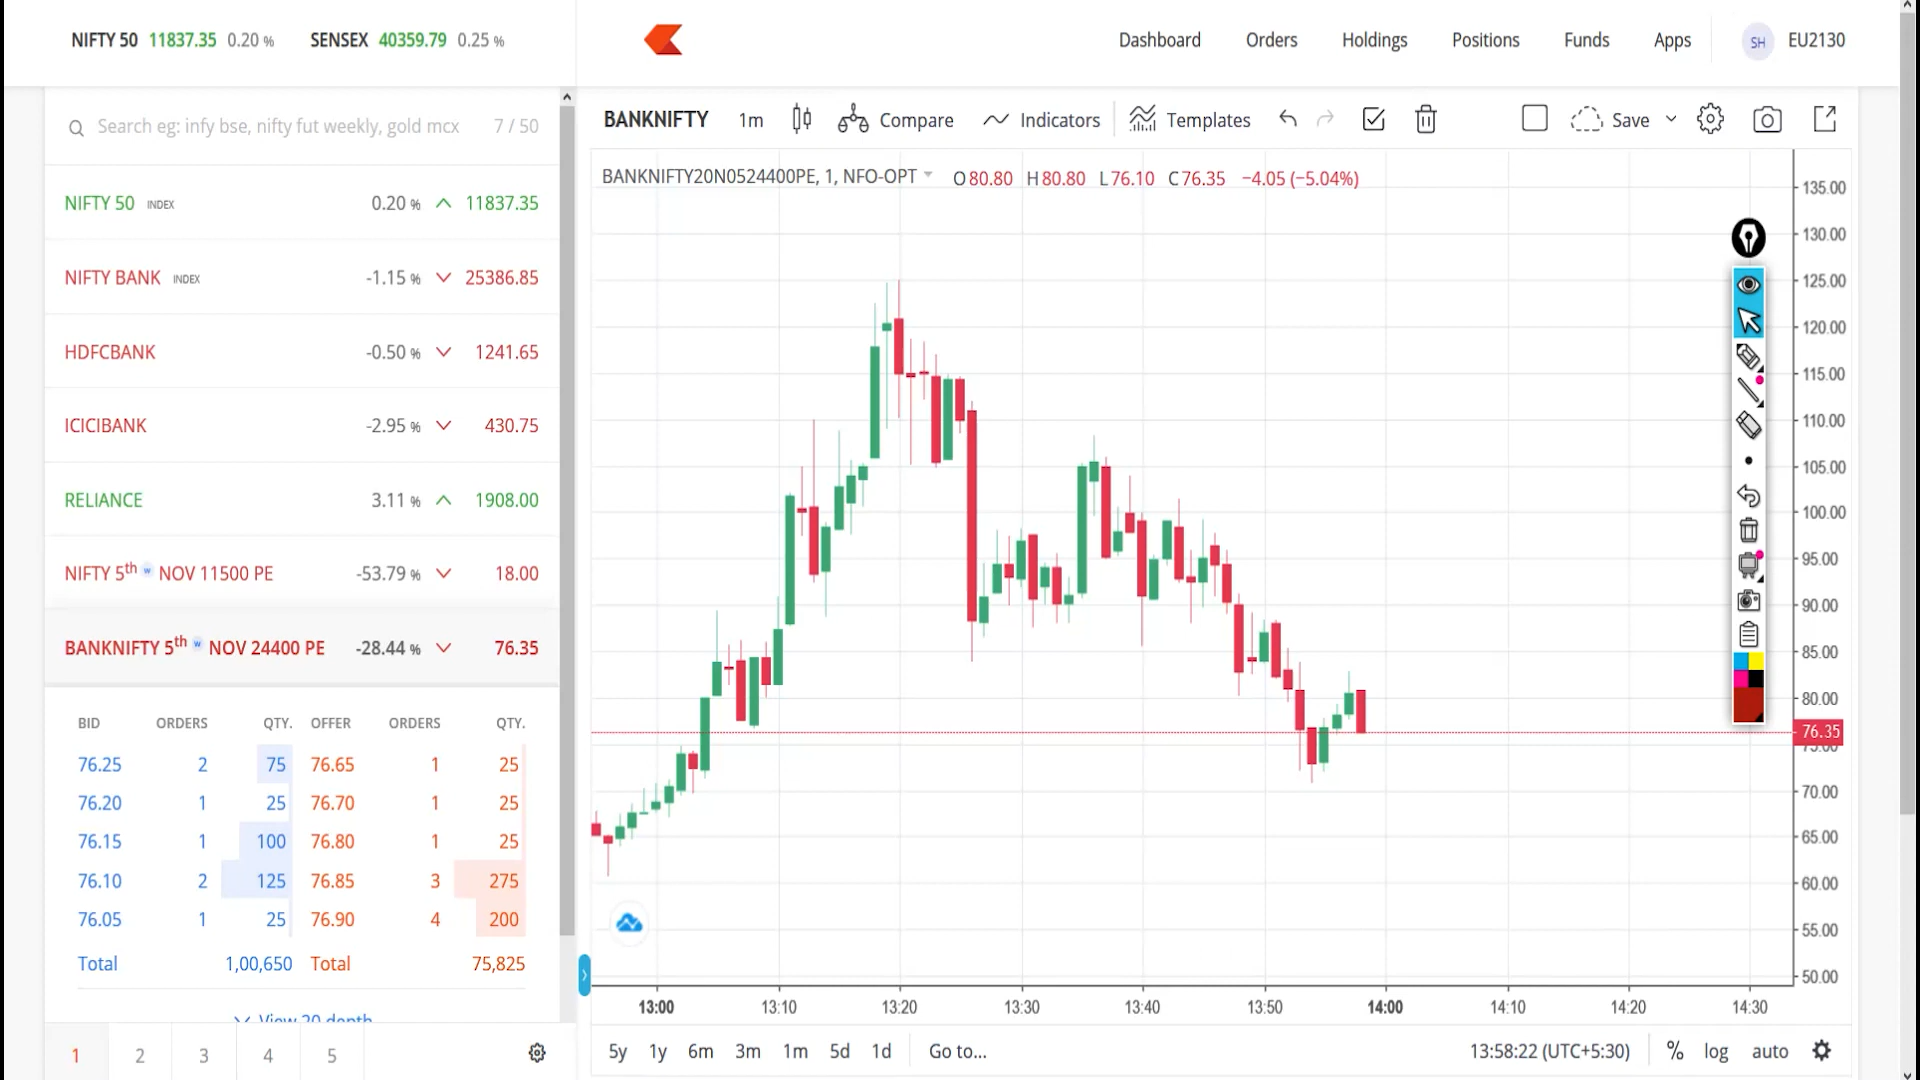 NIFTY 50 11837.35 0.20 % SENSEX 40359.79 0.25 %
Dashboard Orders Holdings Positions Funds Apps SH EU2130
Search eg: infy bse, nifty fut weekly, gold mcx 7 / 50
NIFTY 50 INDEX 0.20 % 11837.35
NIFTY BANK INDEX -1.15 % 25386.85
HDFCBANK -0.50 % 1241.65
ICICIBANK -2.95 % 430.75
RELIANCE 3.11 % 1908.00
NIFTY 5th w NOV 11500 PE -53.79 % 18.00
BANKNIFTY 5th w NOV 24400 PE -28.44 % 76.35
BID ORDERS QTY. OFFER ORDERS QTY.
76.25 2 75 76.65 1 25
76.20 1 25 76.70 1 25
76.15 1 100 76.80 1 25
76.10 2 125 76.85 3 275
76.05 1 25 76.90 4 200
Total 1,00,650 Total 75,825
View 20 depth
1 2 3 4 5
BANKNIFTY 1m Compare Indicators Templates Save
BANKNIFTY20N0524400PE, 1, NFO-OPT O80.80 H80.80 L76.10 C76.35 −4.05 (−5.04%)
135.00
130.00
125.00
120.00
115.00
110.00
105.00
100.00
95.00
90.00
85.00
80.00
76.35
75.00
70.00
65.00
60.00
55.00
50.00
13:00 13:10 13:20 13:30 13:40 13:50 14:00 14:10 14:20 14:30
5y 1y 6m 3m 1m 5d 1d Go to... 13:58:22 (UTC+5:30) % log auto